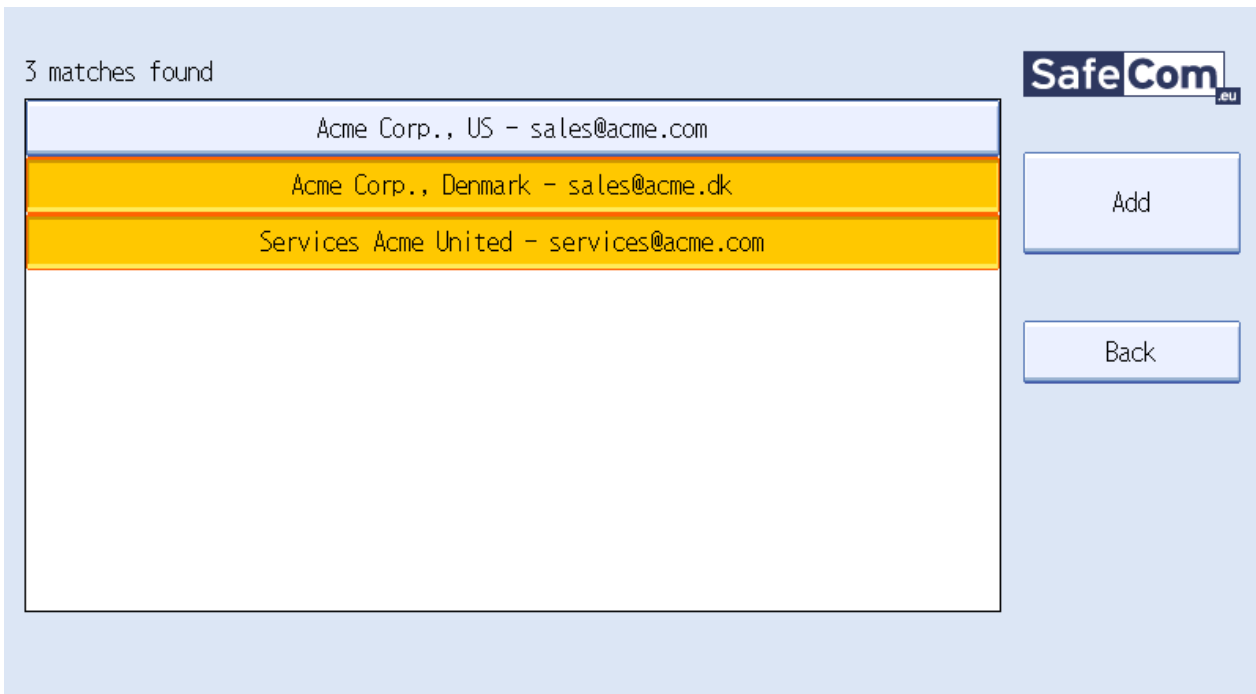 3 matches found
SafeCom.eu
Acme Corp., US - sales@acme.com
Acme Corp., Denmark - sales@acme.dk
Services Acme United - services@acme.com
Add
Back